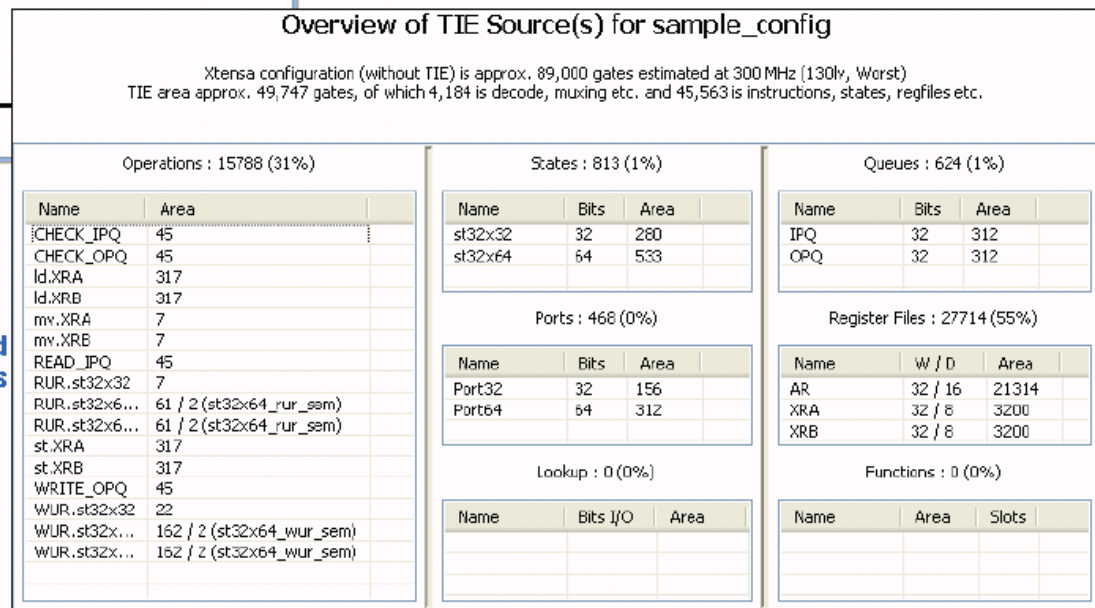 Overview of TIE Source(s) for sample_config
Xtensa configuration (without TIE) is approx. 89,000 gates estimated at 300 MHz (130lv, Worst)
TIE area approx. 49,747 gates, of which 4,184 is decode, muxing etc. and 45,563 is instructions, states, regfiles etc.
Operations : 15788 (31%)
Name Area
CHECK_IPQ 45
CHECK_OPQ 45
ld.XRA 317
ld.XRB 317
mv.XRA 7
mv.XRB 7
READ_IPQ 45
RUR.st32x32 7
RUR.st32x6... 61 / 2 (st32x64_rur_sem)
RUR.st32x6... 61 / 2 (st32x64_rur_sem)
st.XRA 317
st.XRB 317
WRITE_OPQ 45
WUR.st32x32 22
WUR.st32x... 162 / 2 (st32x64_wur_sem)
WUR.st32x... 162 / 2 (st32x64_wur_sem)
States : 813 (1%)
Name Bits Area
st32x32 32 280
st32x64 64 533
Ports : 468 (0%)
Name Bits Area
Port32 32 156
Port64 64 312
Lookup : 0 (0%)
Name Bits I/O Area
Queues : 624 (1%)
Name Bits Area
IPQ 32 312
OPQ 32 312
Register Files : 27714 (55%)
Name W / D Area
AR 32 / 16 21314
XRA 32 / 8 3200
XRB 32 / 8 3200
Functions : 0 (0%)
Name Area Slots